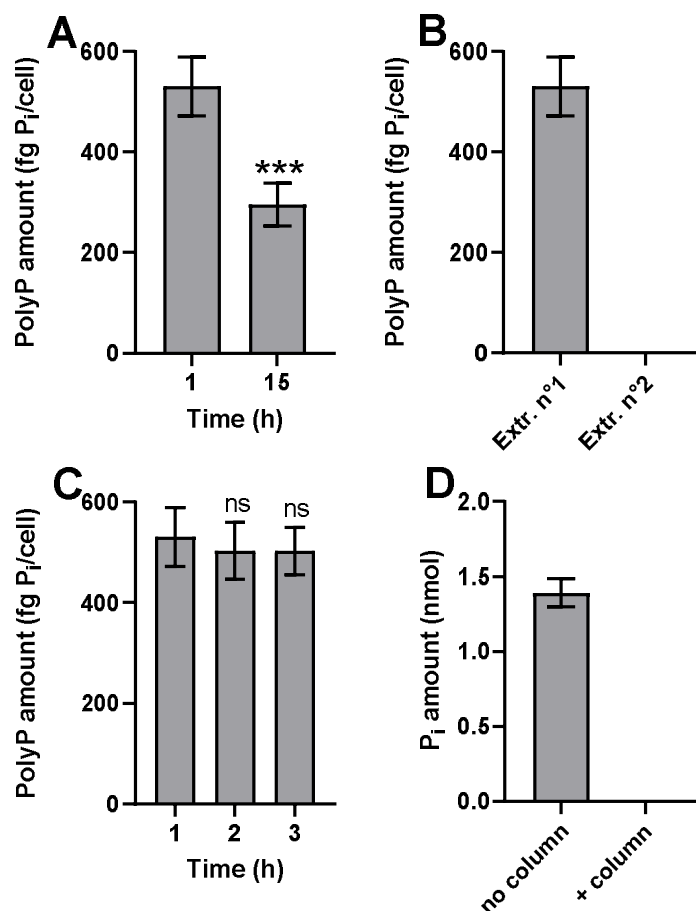 A
PolyP amount (fg Pi/cell)
600
400
200
0
***
1
15
Time (h)
B
PolyP amount (fg Pi/cell)
600
400
200
0
Extr. n°1
Extr. n°2
C
PolyP amount (fg Pi/cell)
600
400
200
0
ns
ns
1
2
3
Time (h)
D
Pi amount (nmol)
2.0
1.5
1.0
0.5
0.0
no column
+ column